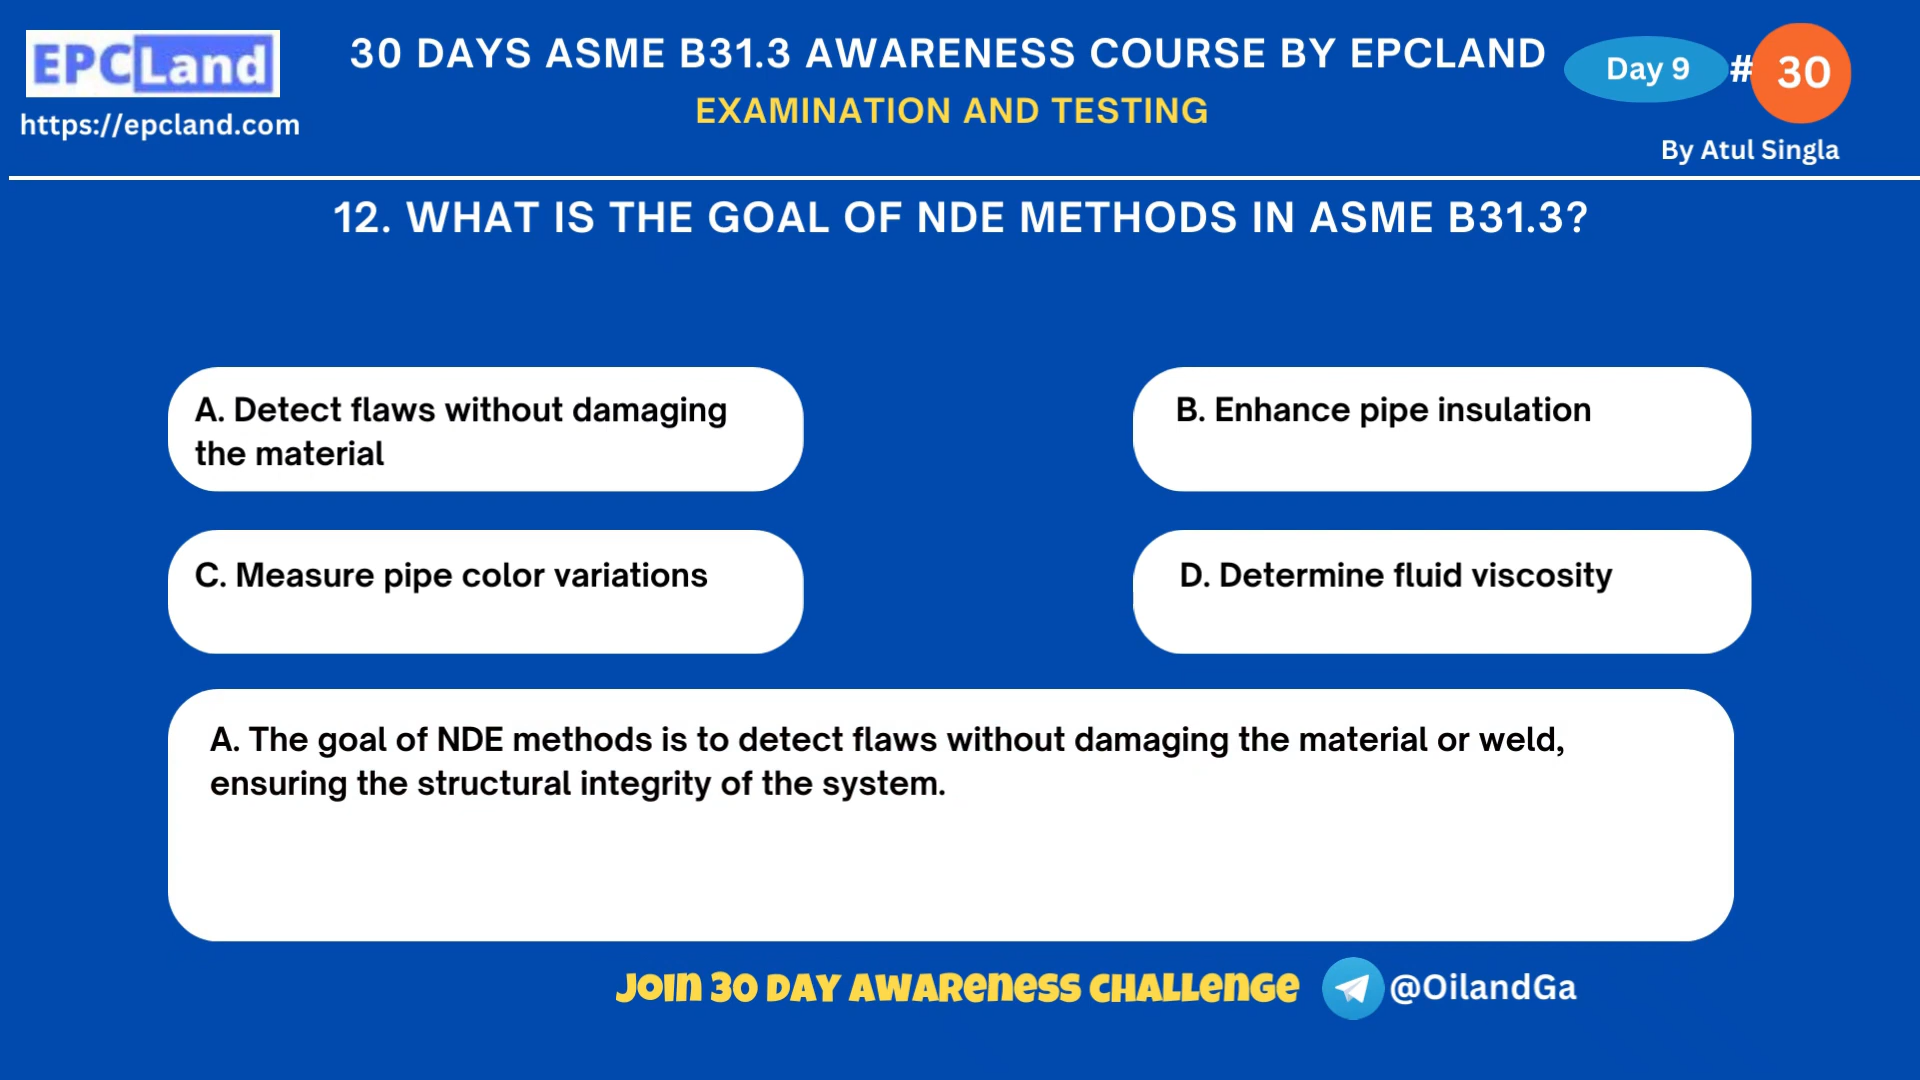 EPCLand
https://epcland.com
30 DAYS ASME B31.3 AWARENESS COURSE BY EPCLAND
EXAMINATION AND TESTING
Day 9 # 30
By Atul Singla
12. WHAT IS THE GOAL OF NDE METHODS IN ASME B31.3?
A. Detect flaws without damaging
the material
B. Enhance pipe insulation
C. Measure pipe color variations
D. Determine fluid viscosity
A. The goal of NDE methods is to detect flaws without damaging the material or weld,
ensuring the structural integrity of the system.
JOIN 30 DAY AWARENESS CHALLENGE @OilandGa